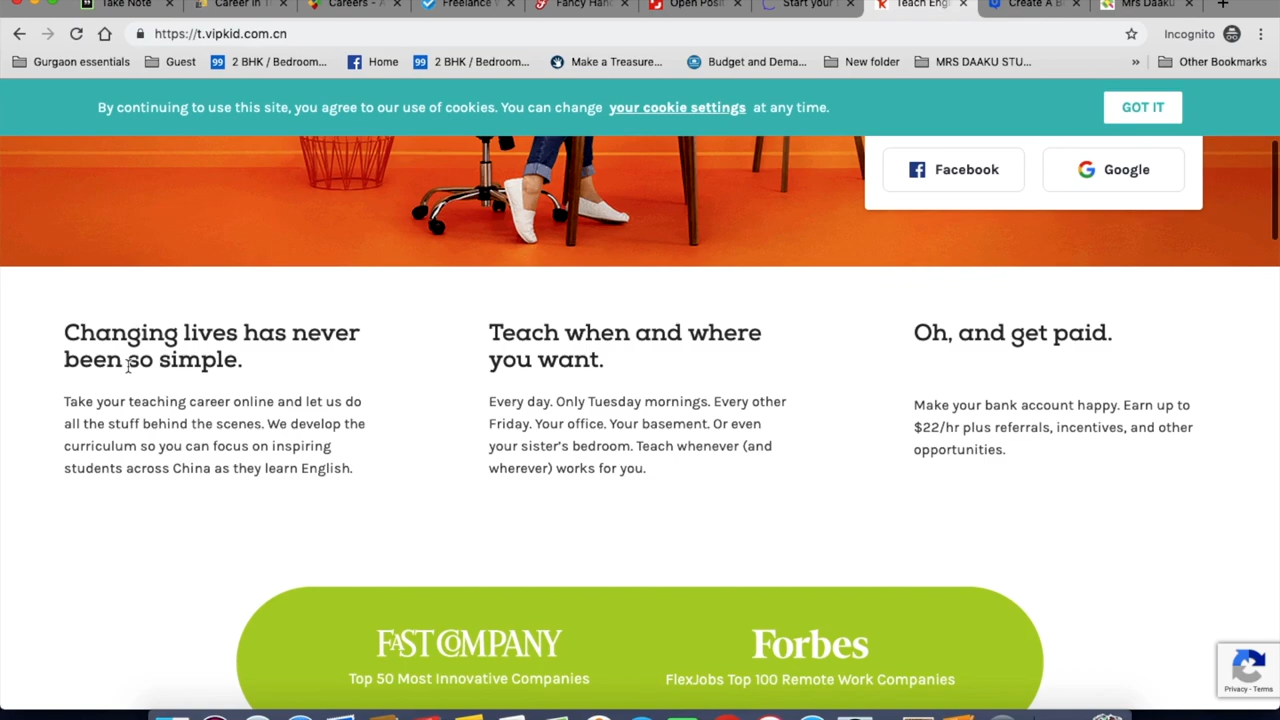 Take Note
Career in T
Careers - A
Freelance W
Fancy Hand
Open Posit
Start your
Teach Engl
Create A B
Mrs Daaku
https://t.vipkid.com.cn
Incognito
Gurgaon essentials
Guest
2 BHK / Bedroom...
Home
2 BHK / Bedroom...
Make a Treasure...
Budget and Dema...
New folder
MRS DAAKU STU...
»
Other Bookmarks
By continuing to use this site, you agree to our use of cookies. You can change your cookie settings at any time.
GOT IT
Facebook
Google
Changing lives has never
been so simple.
Take your teaching career online and let us do
all the stuff behind the scenes. We develop the
curriculum so you can focus on inspiring
students across China as they learn English.
Teach when and where
you want.
Every day. Only Tuesday mornings. Every other
Friday. Your office. Your basement. Or even
your sister's bedroom. Teach whenever (and
wherever) works for you.
Oh, and get paid.
Make your bank account happy. Earn up to
$22/hr plus referrals, incentives, and other
opportunities.
FAST COMPANY
Top 50 Most Innovative Companies
Forbes
FlexJobs Top 100 Remote Work Companies
Privacy - Terms